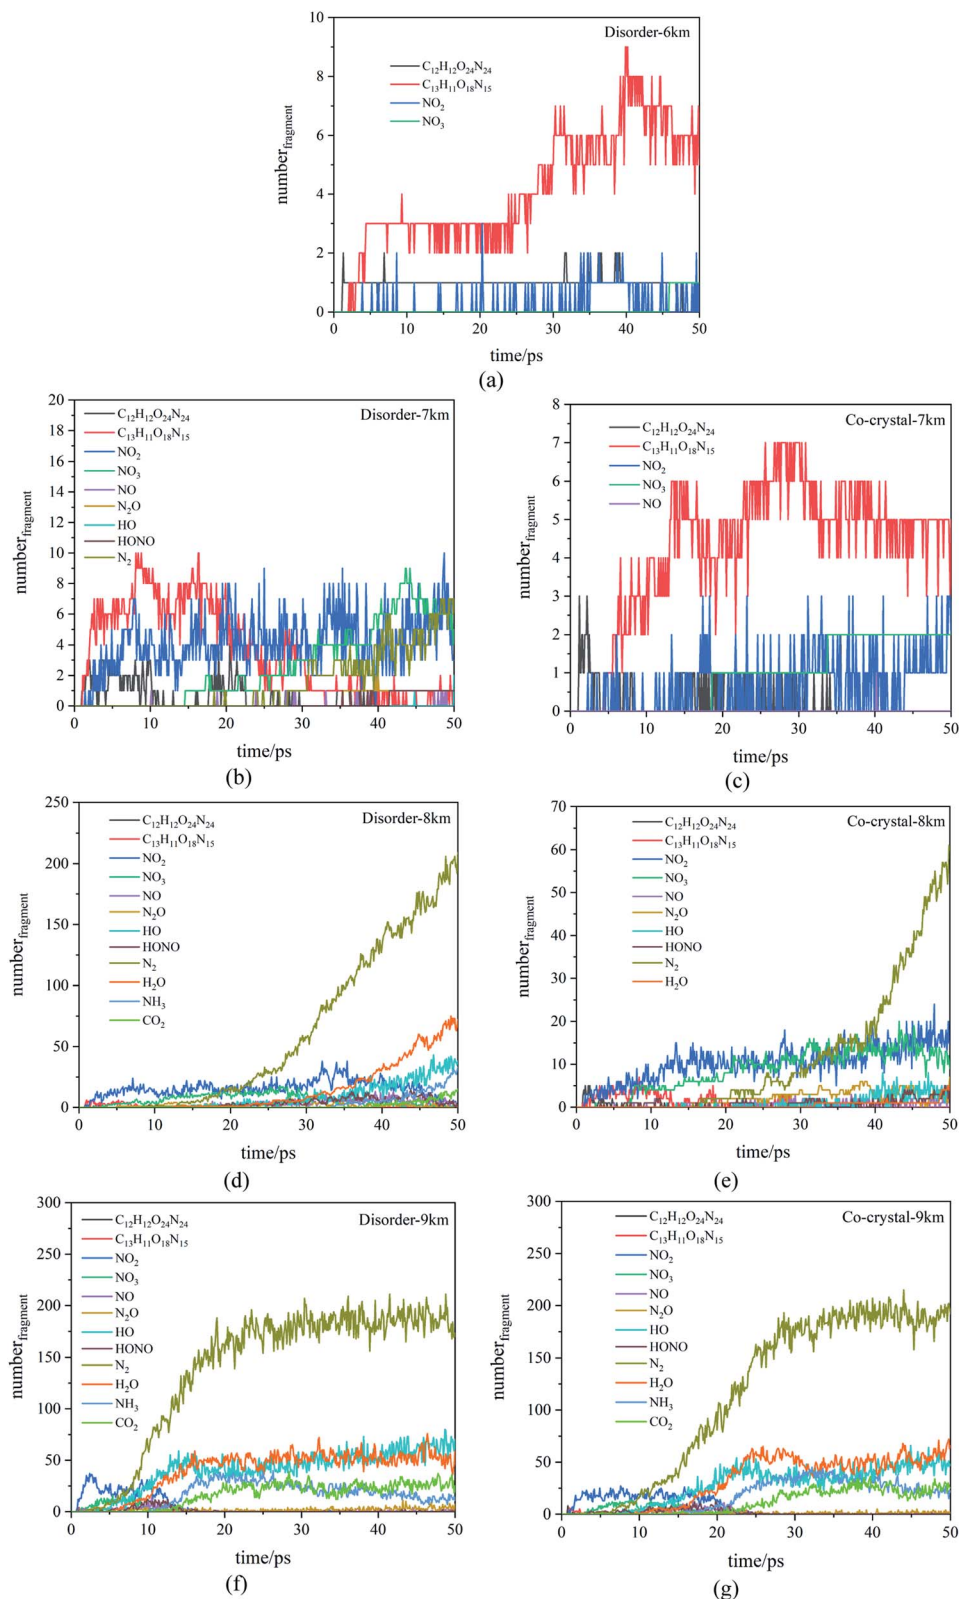 Disorder-6km
C₁₂H₁₂O₂₄N₂₄
C₁₃H₁₁O₁₈N₁₅
NO₂
NO₃
10
8
6
4
2
0
number_fragment
0 10 20 30 40 50
time/ps
(a)
Disorder-7km
C₁₂H₁₂O₂₄N₂₄
C₁₃H₁₁O₁₈N₁₅
NO₂
NO₃
NO
N₂O
HO
HONO
N₂
20
18
16
14
12
10
8
6
4
2
0
number_fragment
0 10 20 30 40 50
time/ps
(b)
Co-crystal-7km
C₁₂H₁₂O₂₄N₂₄
C₁₃H₁₁O₁₈N₁₅
NO₂
NO₃
NO
8
7
6
5
4
3
2
1
0
number_fragment
0 10 20 30 40 50
time/ps
(c)
Disorder-8km
C₁₂H₁₂O₂₄N₂₄
C₁₃H₁₁O₁₈N₁₅
NO₂
NO₃
NO
N₂O
HO
HONO
N₂
H₂O
NH₃
CO₂
250
200
150
100
50
0
number_fragment
0 10 20 30 40 50
time/ps
(d)
Co-crystal-8km
C₁₂H₁₂O₂₄N₂₄
C₁₃H₁₁O₁₈N₁₅
NO₂
NO₃
NO
N₂O
HO
HONO
N₂
H₂O
70
60
50
40
30
20
10
0
number_fragment
0 10 20 30 40 50
time/ps
(e)
Disorder-9km
C₁₂H₁₂O₂₄N₂₄
C₁₃H₁₁O₁₈N₁₅
NO₂
NO₃
NO
N₂O
HO
HONO
N₂
H₂O
NH₃
CO₂
300
250
200
150
100
50
0
number_fragment
0 10 20 30 40 50
time/ps
(f)
Co-crystal-9km
C₁₂H₁₂O₂₄N₂₄
C₁₃H₁₁O₁₈N₁₅
NO₂
NO₃
NO
N₂O
HO
HONO
N₂
H₂O
NH₃
CO₂
300
250
200
150
100
50
0
number_fragment
0 10 20 30 40 50
time/ps
(g)